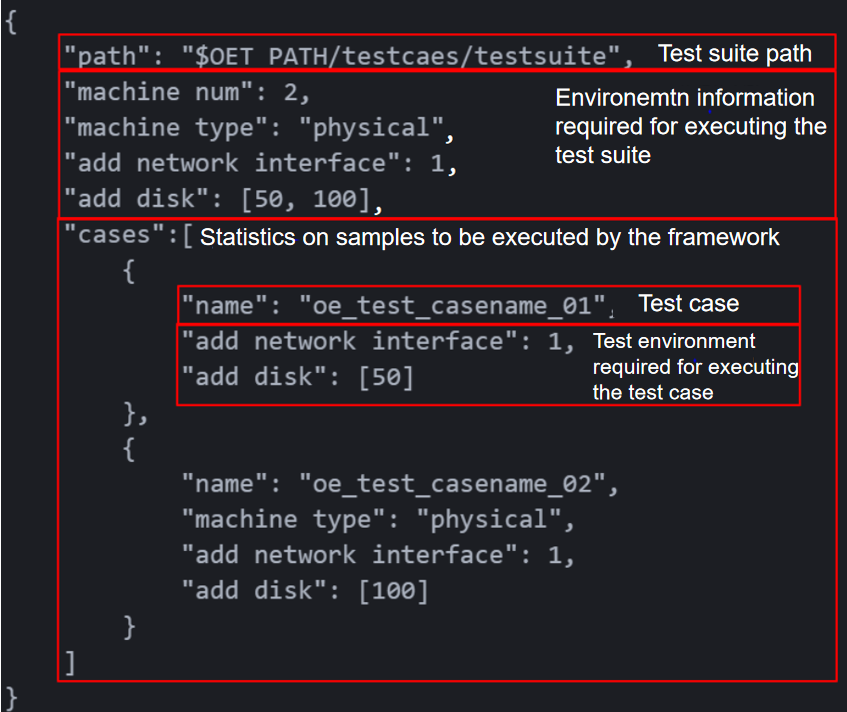 {
"path": "$OET PATH/testcaes/testsuite", Test suite path
"machine num": 2,
"machine type": "physical",
"add network interface": 1,
"add disk": [50, 100],
Environemtn information
required for executing the
test suite
"cases":[ Statistics on samples to be executed by the framework
{
"name": "oe_test_casename_01", Test case
"add network interface": 1,
"add disk": [50]
Test environment
required for executing
the test case
},
{
"name": "oe_test_casename_02",
"machine type": "physical",
"add network interface": 1,
"add disk": [100]
}
]
}